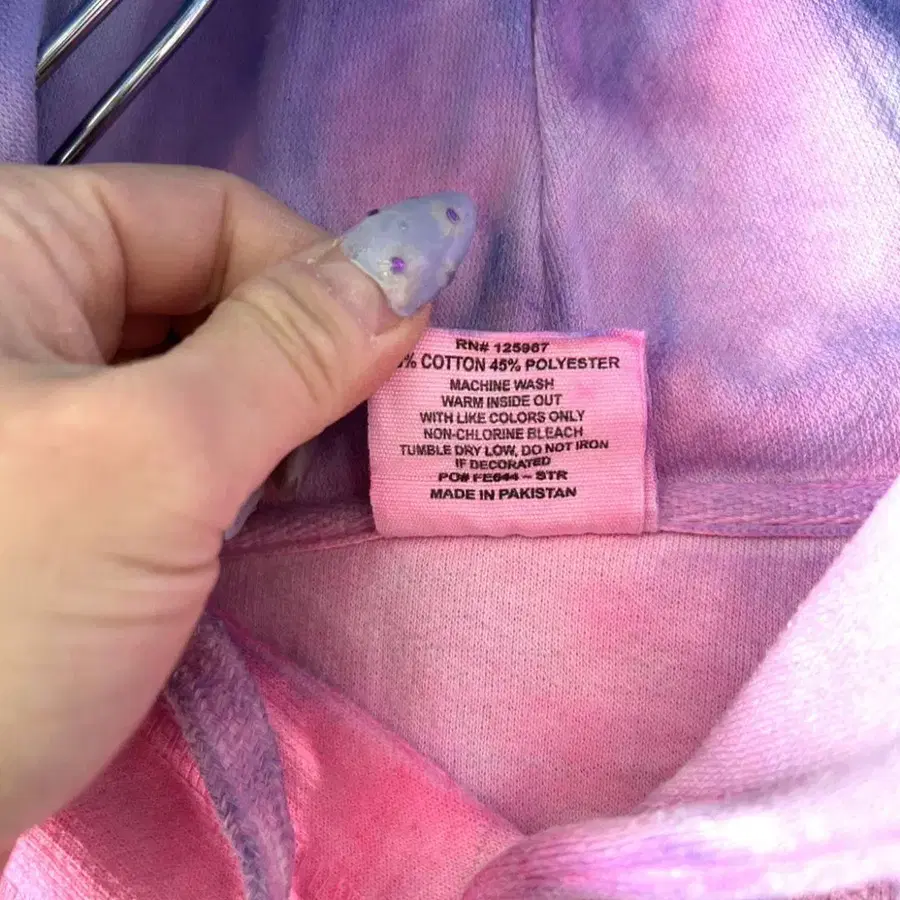 RN# 125967
% COTTON 45% POLYESTER
MACHINE WASH
WARM INSIDE OUT
WITH LIKE COLORS ONLY
NON-CHLORINE BLEACH
TUMBLE DRY LOW, DO NOT IRON
IF DECORATED
PO# FE644 - STR
MADE IN PAKISTAN